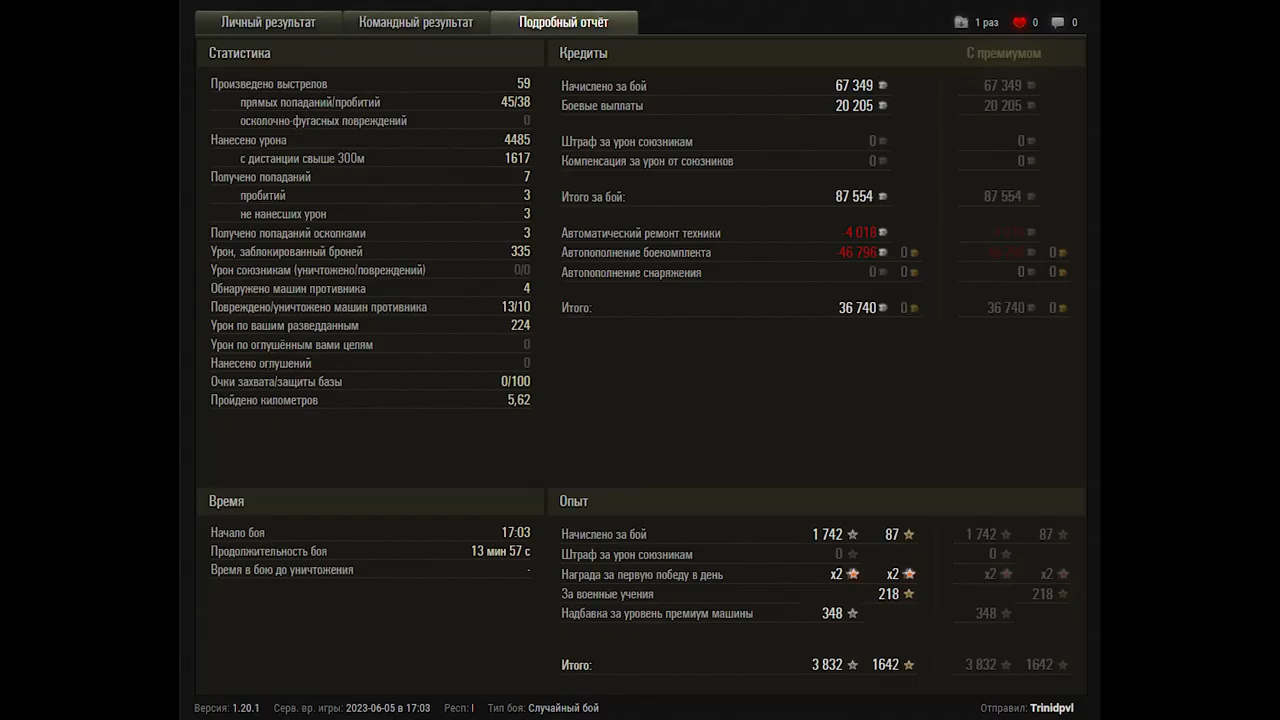 Личный результат Командный результат Подробный отчёт 1 раз 0 0
Статистика
Произведено выстрелов 59
прямых попаданий/пробитий 45/38
осколочно-фугасных повреждений 0
Нанесено урона 4485
с дистанции свыше 300м 1617
Получено попаданий 7
пробитий 3
не нанесших урон 3
Получено попаданий осколками 3
Урон, заблокированный броней 335
Урон союзникам (уничтожено/повреждений) 0/0
Обнаружено машин противника 4
Повреждено/уничтожено машин противника 13/10
Урон по вашим разведданным 224
Урон по оглушённым вами целям 0
Нанесено оглушений 0
Очки захвата/защиты базы 0/100
Пройдено километров 5,62
Кредиты С премиумом
Начислено за бой 67 349 67 349
Боевые выплаты 20 205 20 205
Штраф за урон союзникам 0 0
Компенсация за урон от союзников 0 0
Итого за бой: 87 554 87 554
Автоматический ремонт техники -4 018
Автопополнение боекомплекта -46 796 0 0
Автопополнение снаряжения 0 0 0 0
Итого: 36 740 0 36 740 0
Время
Начало боя 17:03
Продолжительность боя 13 мин 57 с
Время в бою до уничтожения -
Опыт
Начислено за бой 1 742 87 1 742 87
Штраф за урон союзникам 0 0
Награда за первую победу в день x2 x2 x2 x2
За военные учения 218 218
Надбавка за уровень премиум машины 348 348
Итого: 3 832 1642 3 832 1642
Версия: 1.20.1 Серв. вр. игры: 2023-06-05 в 17:03 Респ: I Тип боя: Случайный бой Отправил: Trinidpvl